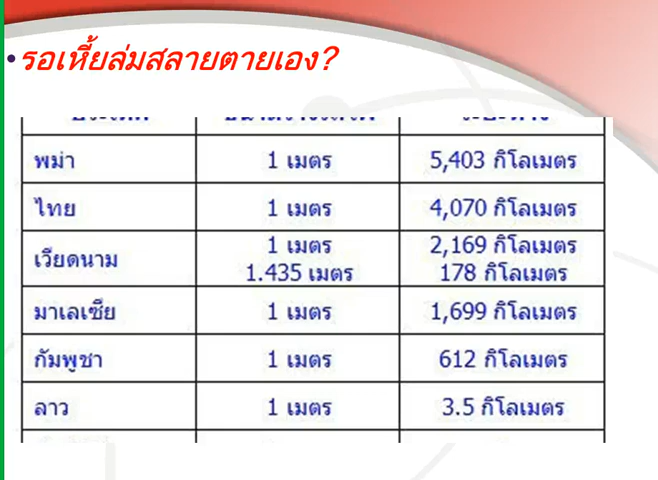 •รอเหี้ยล่มสลายตายเอง?
พม่า 1 เมตร 5,403 กิโลเมตร
ไทย 1 เมตร 4,070 กิโลเมตร
เวียดนาม 1 เมตร 2,169 กิโลเมตร
1.435 เมตร 178 กิโลเมตร
มาเลเซีย 1 เมตร 1,699 กิโลเมตร
กัมพูชา 1 เมตร 612 กิโลเมตร
ลาว 1 เมตร 3.5 กิโลเมตร